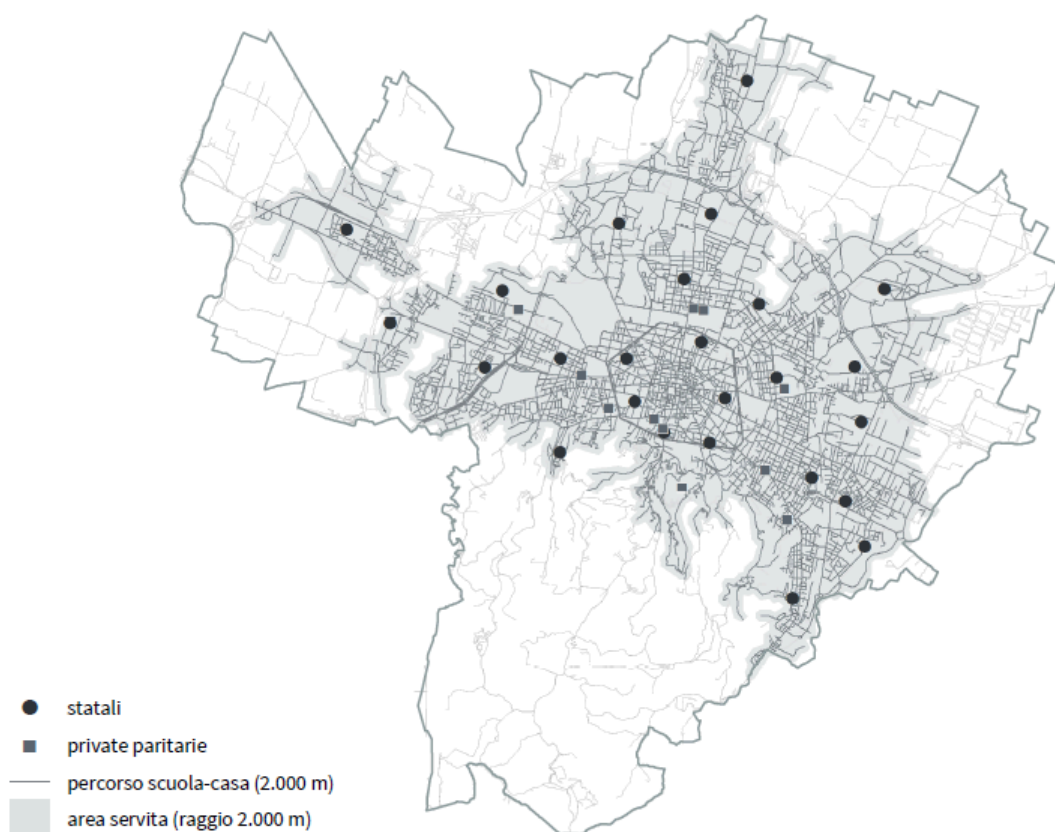 statali
private paritarie
percorso scuola-casa (2.000 m)
area servita (raggio 2.000 m)